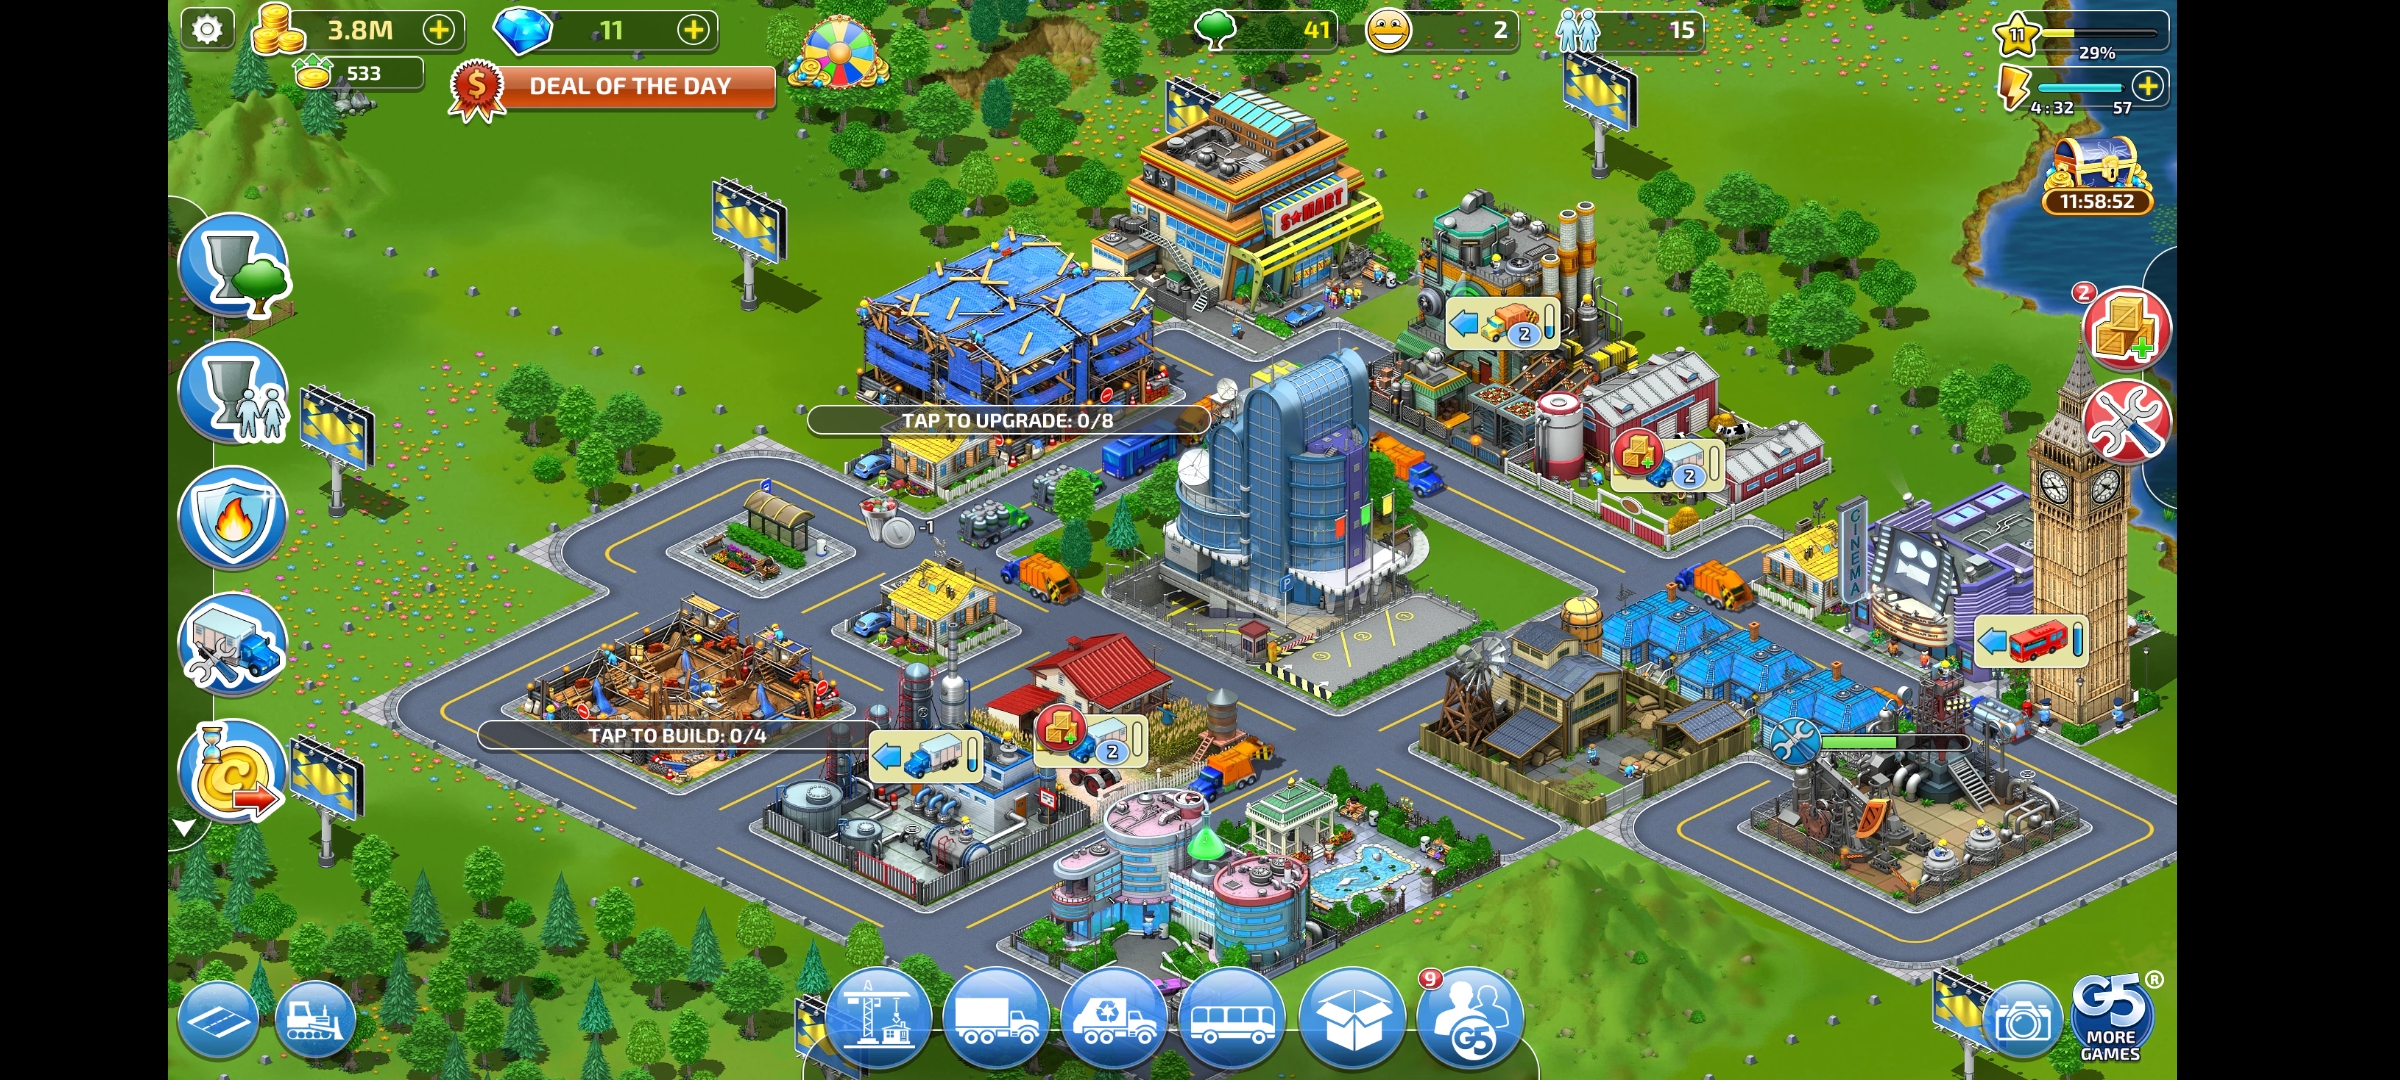 3.8M
11
41
2
15
11
29%
533
DEAL OF THE DAY
4:32
57
11:58:52
S★MART
2
2
TAP TO UPGRADE: 0/8
2
CINEMA
-1
P
TAP TO BUILD: 0/4
2
9
G5
G5®
MORE
GAMES